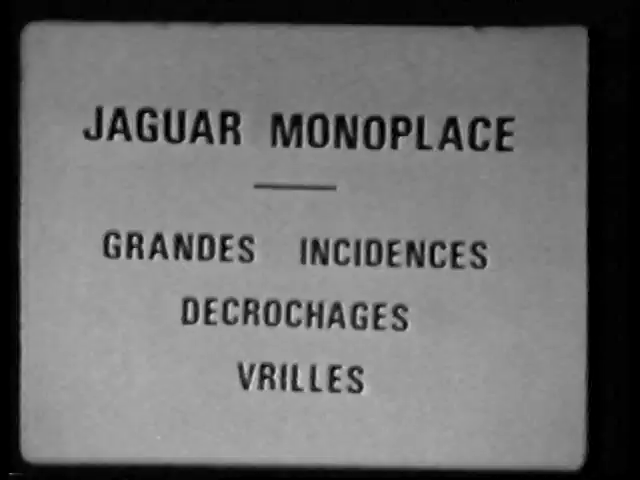 JAGUAR MONOPLACE
GRANDES INCIDENCES
DECROCHAGES
VRILLES